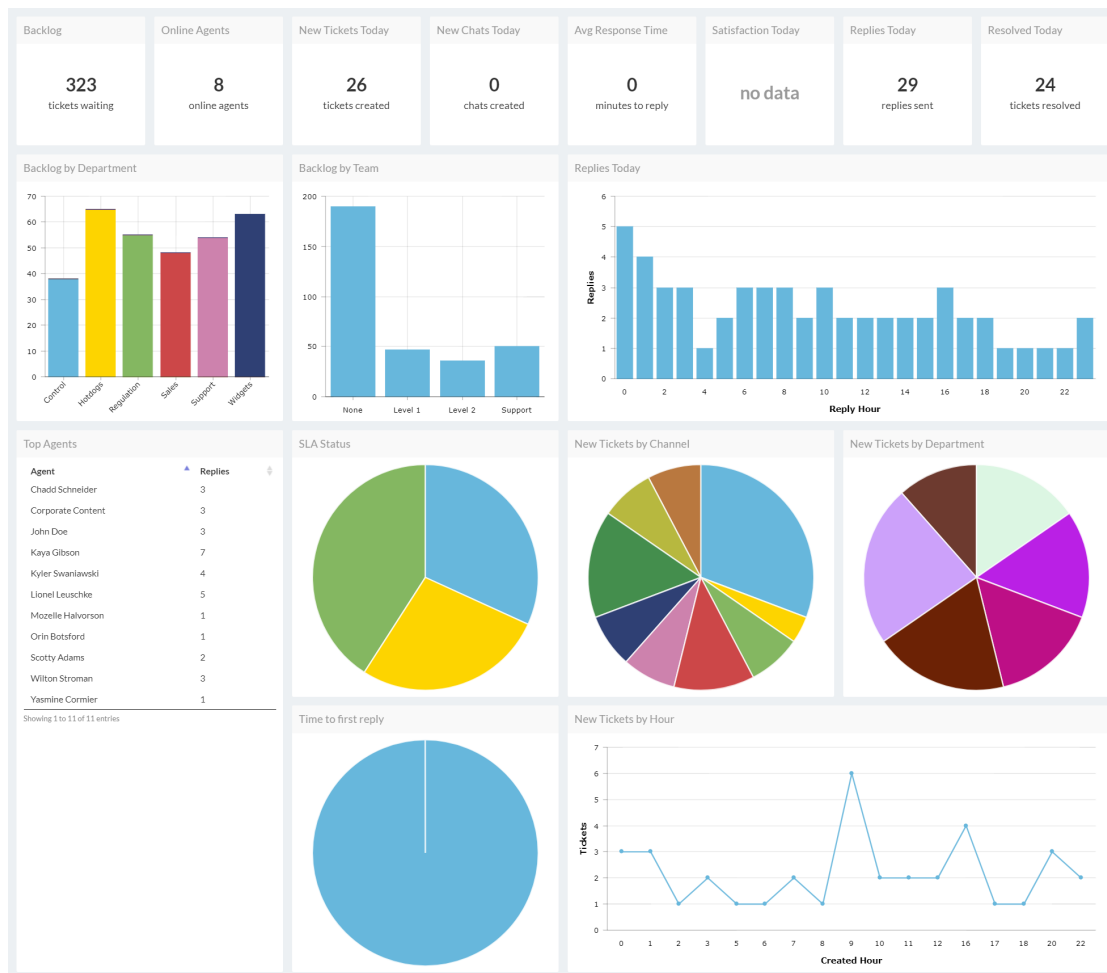 Backlog
Online Agents
New Tickets Today
New Chats Today
Avg Response Time
Satisfaction Today
Replies Today
Resolved Today
323
tickets waiting
8
online agents
26
tickets created
0
chats created
0
minutes to reply
no data
29
replies sent
24
tickets resolved
Backlog by Department
70
60
50
40
30
20
10
0
Control
Hotdogs
Regulation
Sales
Support
Widgets
Backlog by Team
200
150
100
50
0
None Level 1 Level 2 Support
Replies Today
Replies
6
5
4
3
2
1
0
0 2 4 6 8 10 12 14 16 18 20 22
Reply Hour
Top Agents
Agent Replies
Chadd Schneider 3
Corporate Content 3
John Doe 3
Kaya Gibson 7
Kyler Swaniawski 4
Lionel Leuschke 5
Mozelle Halvorson 1
Orin Botsford 1
Scotty Adams 2
Wilton Stroman 3
Yasmine Cormier 1
Showing 1 to 11 of 11 entries
SLA Status
New Tickets by Channel
New Tickets by Department
Time to first reply
New Tickets by Hour
Tickets
7
6
5
4
3
2
1
0
0 1 2 3 5 6 7 8 9 10 11 12 16 17 18 20 22
Created Hour